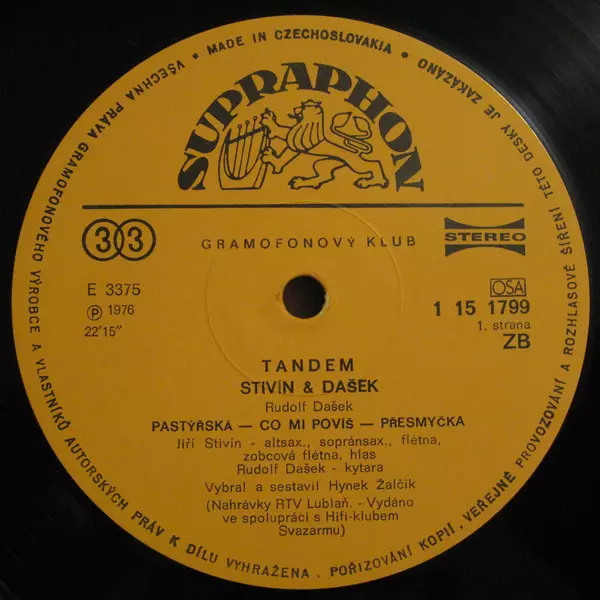 VŠECHNA PRÁVA GRAMOFONOVÉHO VÝROBCE A VLASTNÍKŮ AUTORSKÝCH PRÁV K DÍLU VYHRAŽENA . POŘIZOVÁNÍ KOPIÍ , VEŘEJNÉ PROVOZOVÁNÍ A ROZHLASOVÉ ŠÍŘENÍ TÉTO DESKY JE ZAKÁZÁNO
• MADE IN CZECHOSLOVAKIA •
SUPRAPHON
33
GRAMOFONOVÝ KLUB
STEREO
E 3375
OSA
℗ 1976
1 15 1799
22'15"
1. strana
ZB
TANDEM
STIVÍN & DAŠEK
Rudolf Dašek
PASTÝŘSKÁ — CO MI POVÍŠ — PŘESMYČKA
Jiří Stivín - altsax., sopránsax., flétna,
zobcová flétna, hlas
Rudolf Dašek - kytara
Vybral a sestavil Hynek Žalčík
(Nahrávky RTV Lublaň. - Vydáno
ve spolupráci s Hifi-klubem
Svazarmu)